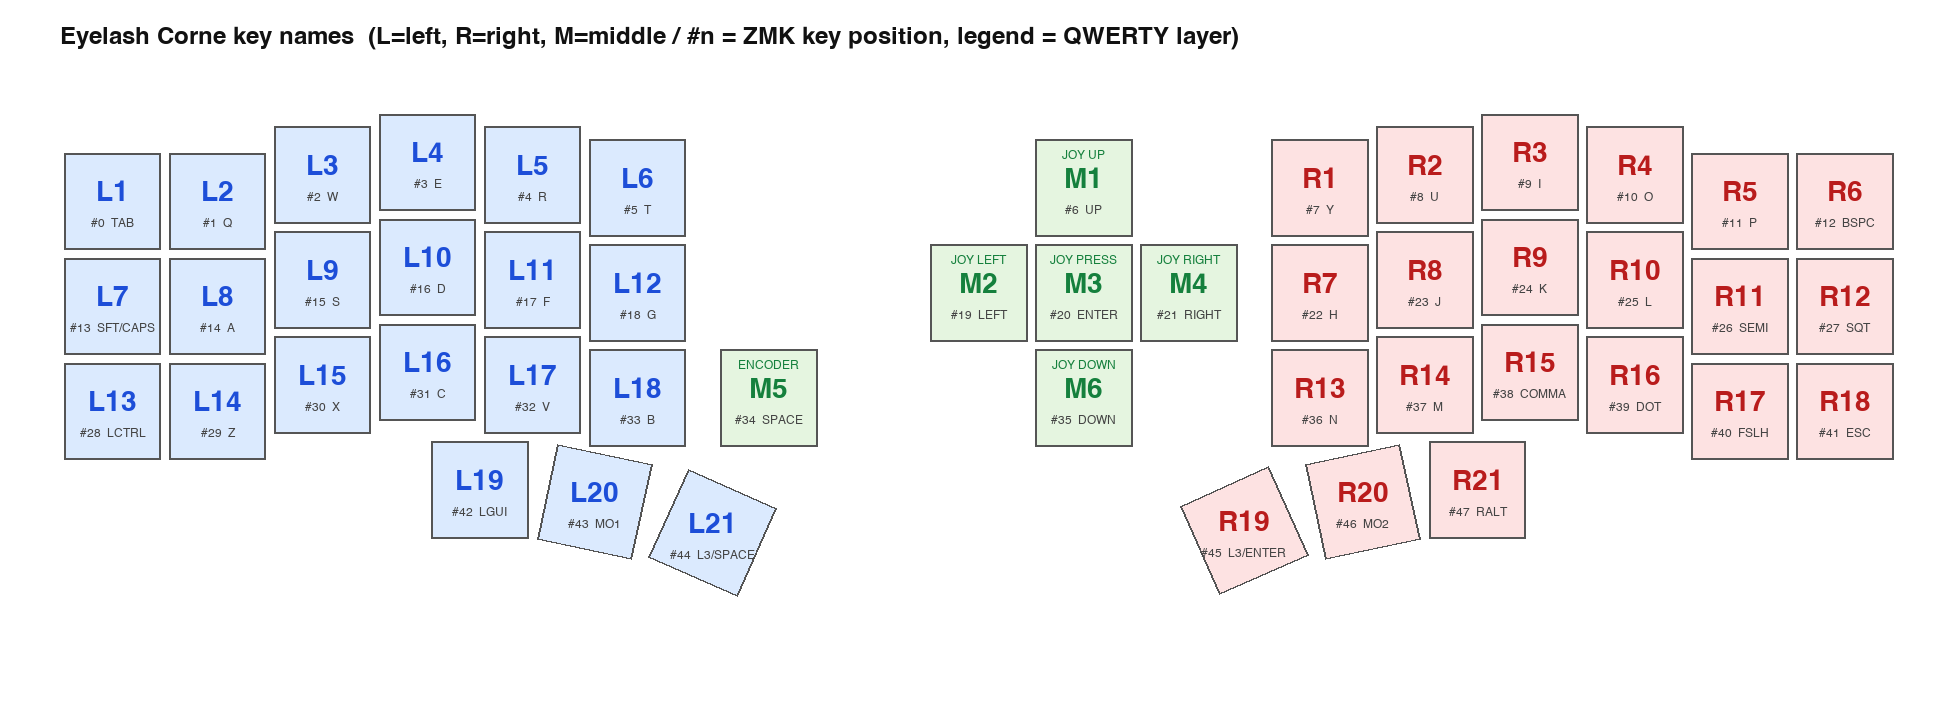 Eyelash Corne key names  (L=left, R=right, M=middle / #n = ZMK key position, legend = QWERTY layer)
L1
#0 TAB
L2
#1 Q
L3
#2 W
L4
#3 E
L5
#4 R
L6
#5 T
JOY UP
M1
#6 UP
R1
#7 Y
R2
#8 U
R3
#9 I
R4
#10 O
R5
#11 P
R6
#12 BSPC
L7
#13 SFT/CAPS
L8
#14 A
L9
#15 S
L10
#16 D
L11
#17 F
L12
#18 G
JOY LEFT
M2
#19 LEFT
JOY PRESS
M3
#20 ENTER
JOY RIGHT
M4
#21 RIGHT
R7
#22 H
R8
#23 J
R9
#24 K
R10
#25 L
R11
#26 SEMI
R12
#27 SQT
L13
#28 LCTRL
L14
#29 Z
L15
#30 X
L16
#31 C
L17
#32 V
L18
#33 B
ENCODER
M5
#34 SPACE
JOY DOWN
M6
#35 DOWN
R13
#36 N
R14
#37 M
R15
#38 COMMA
R16
#39 DOT
R17
#40 FSLH
R18
#41 ESC
L19
#42 LGUI
L20
#43 MO1
L21
#44 L3/SPACE
R19
#45 L3/ENTER
R20
#46 MO2
R21
#47 RALT